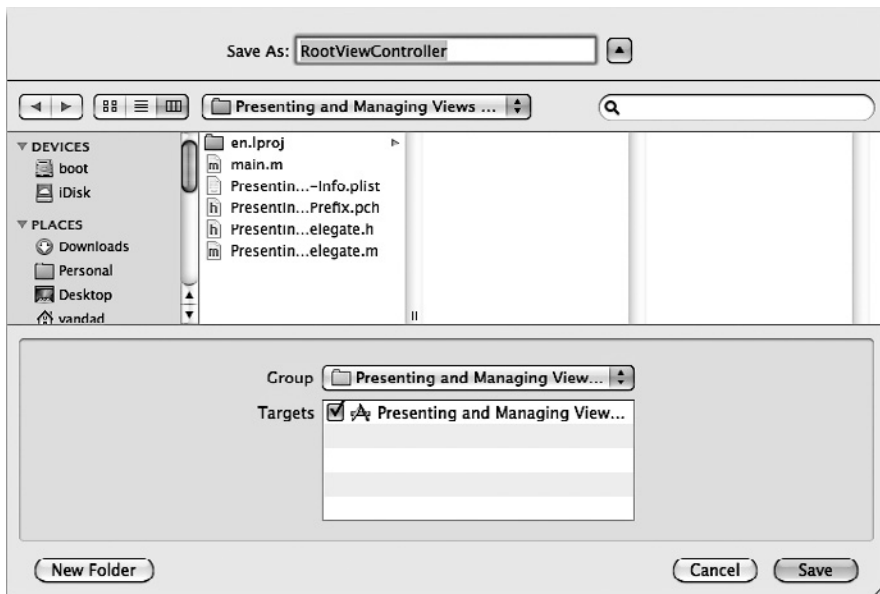 Save As: RootViewController
Presenting and Managing Views ...
DEVICES
boot
iDisk
PLACES
Downloads
Personal
Desktop
vandad
en.lproj
main.m
Presentin...-Info.plist
Presentin...Prefix.pch
Presentin...elegate.h
Presentin...elegate.m
Group Presenting and Managing View...
Targets Presenting and Managing View...
New Folder
Cancel
Save